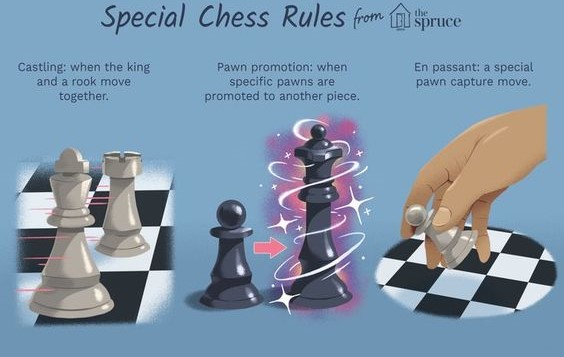 Special Chess Rules from the spruce
Castling: when the king
and a rook move
together.
Pawn promotion: when
specific pawns are
promoted to another piece.
En passant: a special
pawn capture move.